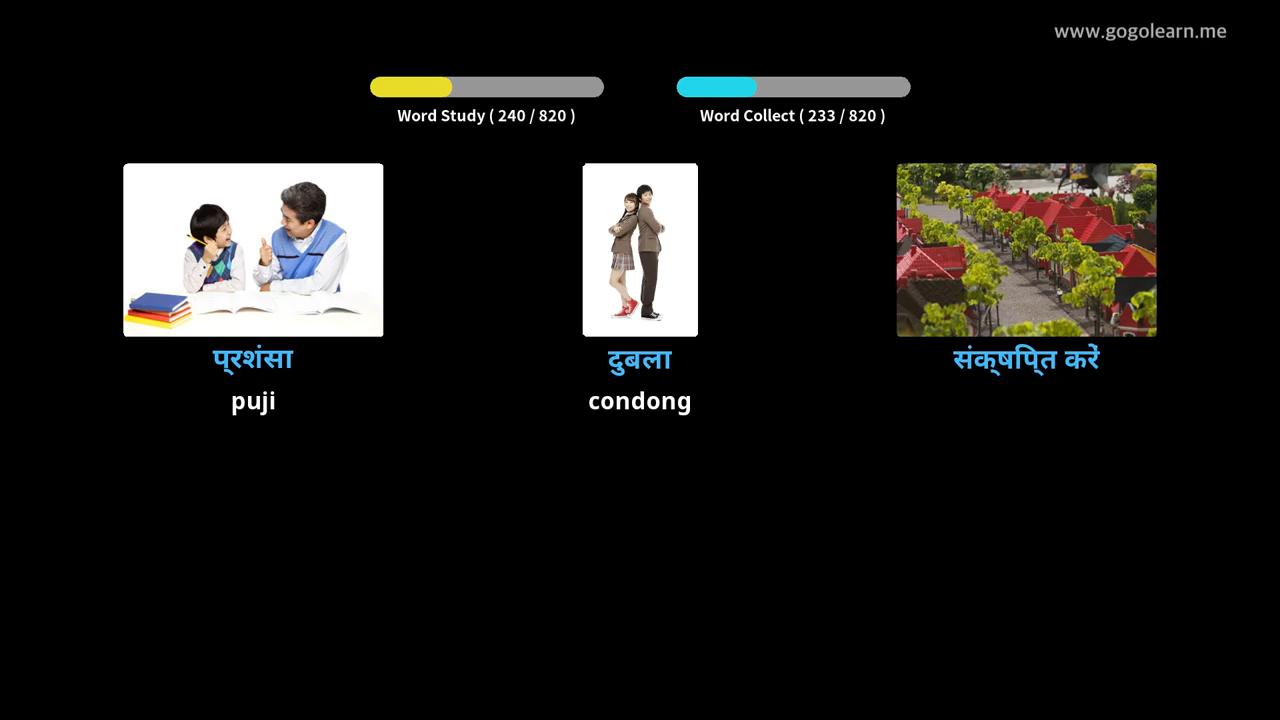 www.gogolearn.me
Word Study ( 240 / 820 )
Word Collect ( 233 / 820 )
प्रशंसा
दुबला
संक्षिप्ति करें
puji
condong